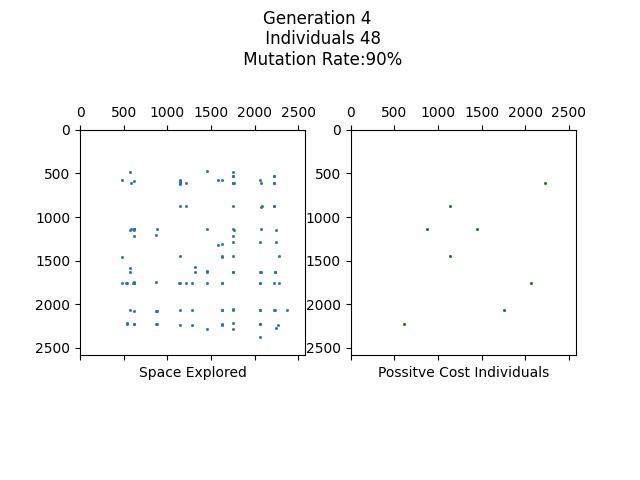 Generation 4
Individuals 48
Mutation Rate:90%
0 500 1000 1500 2000 2500
0 500 1000 1500 2000 2500
0
500
1000
1500
2000
2500
0
500
1000
1500
2000
2500
Space Explored
Possitve Cost Individuals